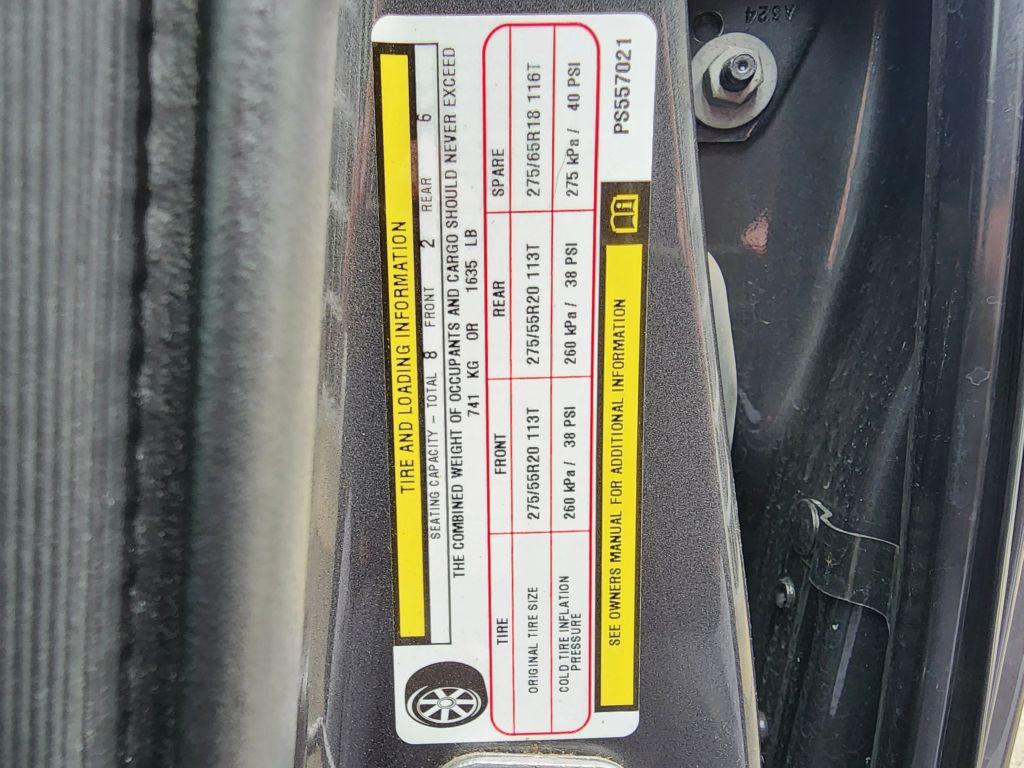 TIRE AND LOADING INFORMATION
SEATING CAPACITY - TOTAL 8 FRONT 2 REAR 6
THE COMBINED WEIGHT OF OCCUPANTS AND CARGO SHOULD NEVER EXCEED
741 KG OR 1635 LB
TIRE FRONT REAR SPARE
ORIGINAL TIRE SIZE 275/55R20 113T 275/55R20 113T 275/65R18 116T
COLD TIRE INFLATION
PRESSURE 260 kPa / 38 PSI 260 kPa / 38 PSI 275 kPa / 40 PSI
SEE OWNERS MANUAL FOR ADDITIONAL INFORMATION
PS557021
A324